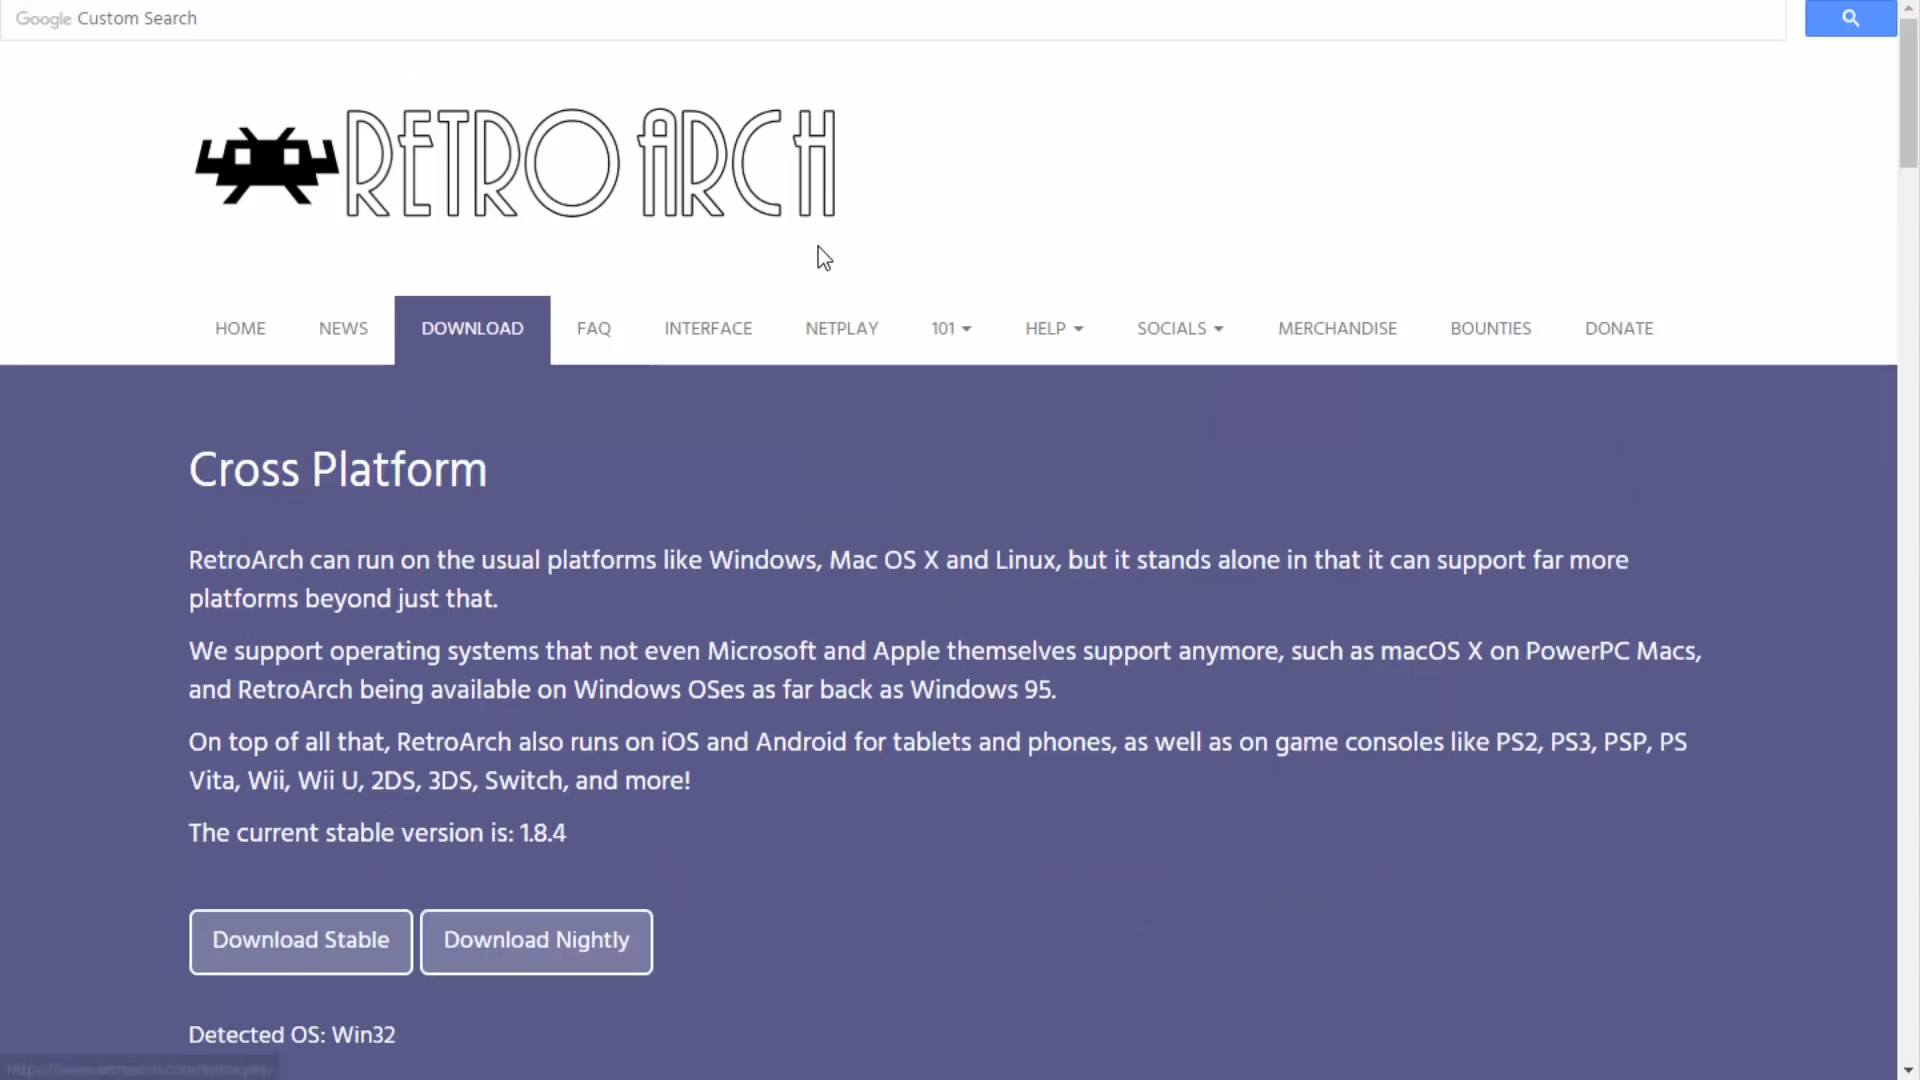 Google Custom Search
RETROARCH
HOME NEWS DOWNLOAD FAQ INTERFACE NETPLAY 101 HELP SOCIALS MERCHANDISE BOUNTIES DONATE
Cross Platform
RetroArch can run on the usual platforms like Windows, Mac OS X and Linux, but it stands alone in that it can support far more
platforms beyond just that.
We support operating systems that not even Microsoft and Apple themselves support anymore, such as macOS X on PowerPC Macs,
and RetroArch being available on Windows OSes as far back as Windows 95.
On top of all that, RetroArch also runs on iOS and Android for tablets and phones, as well as on game consoles like PS2, PS3, PSP, PS
Vita, Wii, Wii U, 2DS, 3DS, Switch, and more!
The current stable version is: 1.8.4
Download Stable Download Nightly
Detected OS: Win32